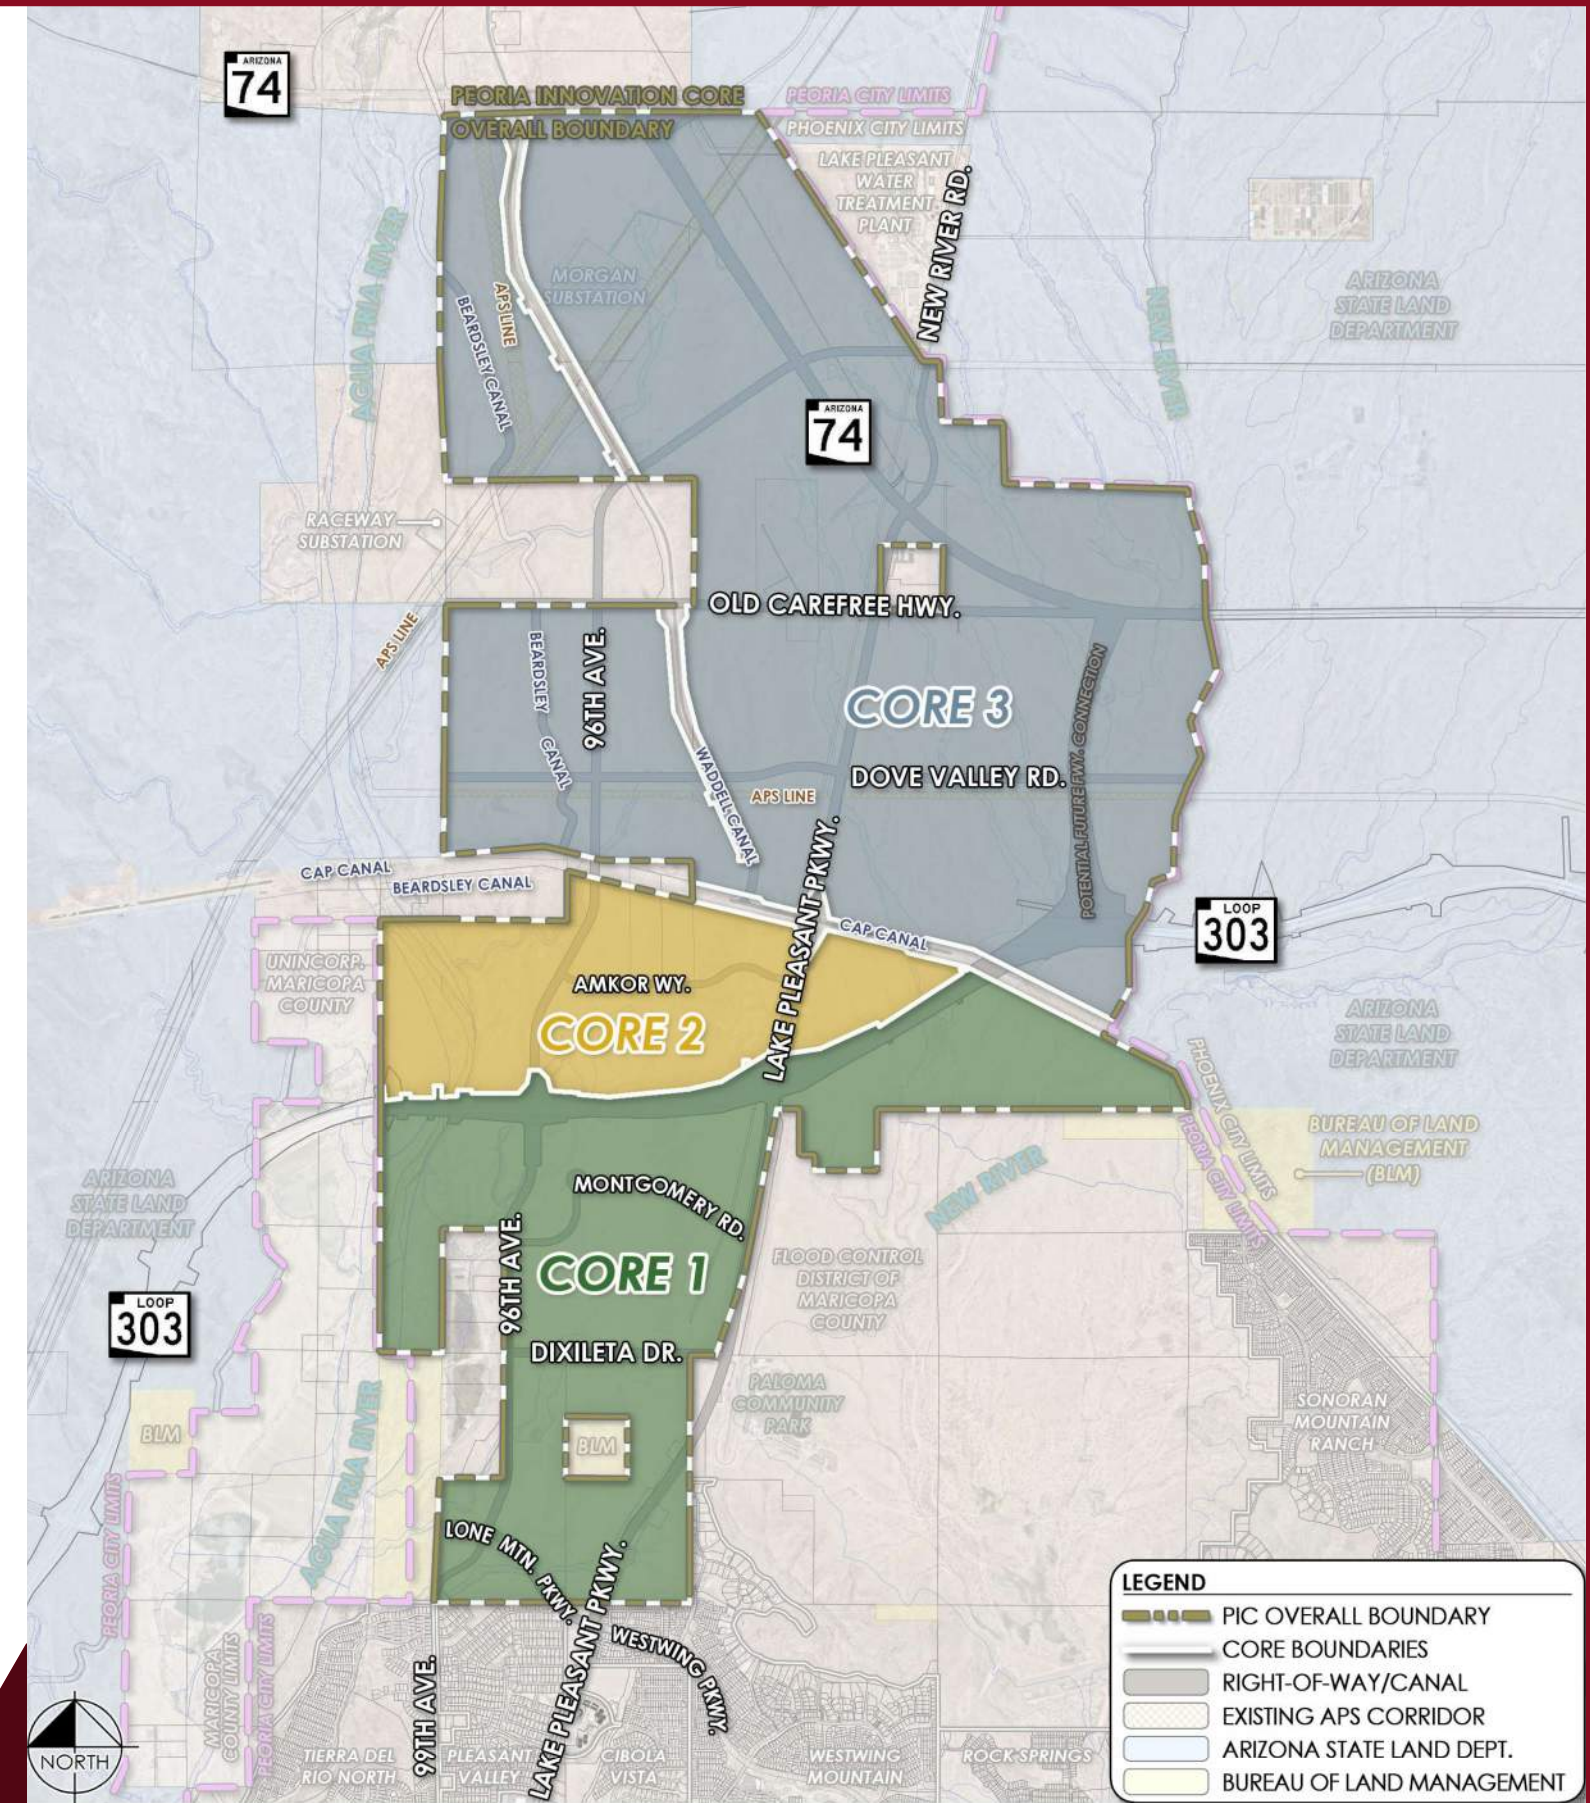 ARIZONA
74
PEORIA INNOVATION CORE
OVERALL BOUNDARY
PEORIA CITY LIMITS
PHOENIX CITY LIMITS
LAKE PLEASANT
WATER
TREATMENT
PLANT
NEW RIVER RD.
AGUA FRIA RIVER
MORGAN
SUBSTATION
APS LINE
BEARDSLEY CANAL
NEW RIVER
ARIZONA
STATE LAND
DEPARTMENT
ARIZONA
74
RACEWAY
SUBSTATION
APS LINE
OLD CAREFREE HWY.
BEARDSLEY
CANAL
96TH AVE.
CORE 3
WADDELL CANAL
DOVE VALLEY RD.
APS LINE
POTENTIAL FUTURE FWY. CONNECTION
LAKE PLEASANT PKWY.
CAP CANAL
BEARDSLEY CANAL
CAP CANAL
LOOP
303
UNINCORP.
MARICOPA
COUNTY
AMKOR WY.
CORE 2
ARIZONA
STATE LAND
DEPARTMENT
PHOENIX CITY LIMITS
PEORIA CITY LIMITS
BUREAU OF LAND
MANAGEMENT
(BLM)
ARIZONA
STATE LAND
DEPARTMENT
MONTGOMERY RD.
NEW RIVER
96TH AVE.
CORE 1
FLOOD CONTROL
DISTRICT OF
MARICOPA
COUNTY
LOOP
303
DIXILETA DR.
PALOMA
COMMUNITY
PARK
SONORAN
MOUNTAIN
RANCH
BLM
BLM
AGUA FRIA RIVER
PEORIA CITY LIMITS
LONE MTN. PKWY.
LAKE PLEASANT PKWY.
WESTWING PKWY.
MARICOPA
COUNTY LIMITS
PEORIA CITY LIMITS
99TH AVE.
NORTH
TIERRA DEL
RIO NORTH
PLEASANT
VALLEY
CIBOLA
VISTA
WESTWING
MOUNTAIN
ROCK SPRINGS
LEGEND
PIC OVERALL BOUNDARY
CORE BOUNDARIES
RIGHT-OF-WAY/CANAL
EXISTING APS CORRIDOR
ARIZONA STATE LAND DEPT.
BUREAU OF LAND MANAGEMENT